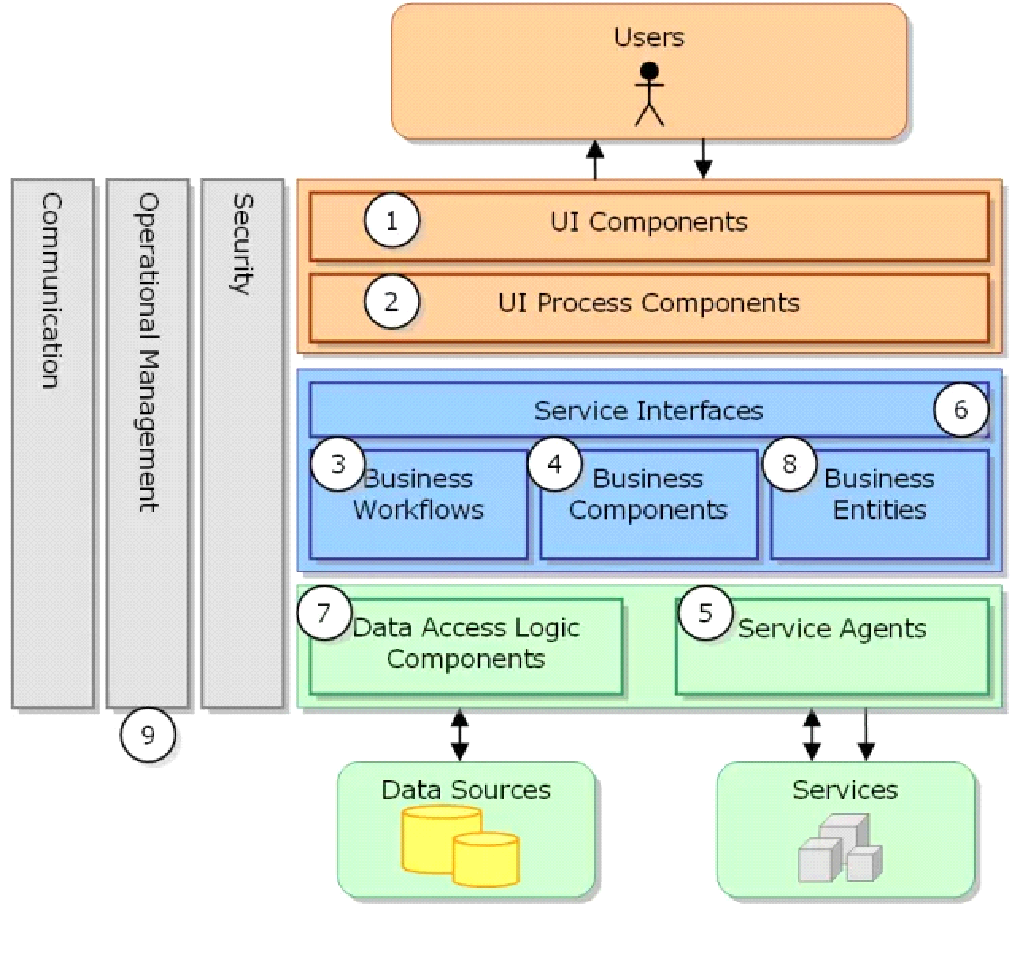 Users
Communication
Operational Management
Security
1
UI Components
2
UI Process Components
Service Interfaces
6
3
Business
Workflows
4
Business
Components
8
Business
Entities
7
Data Access Logic
Components
5
Service Agents
9
Data Sources
Services